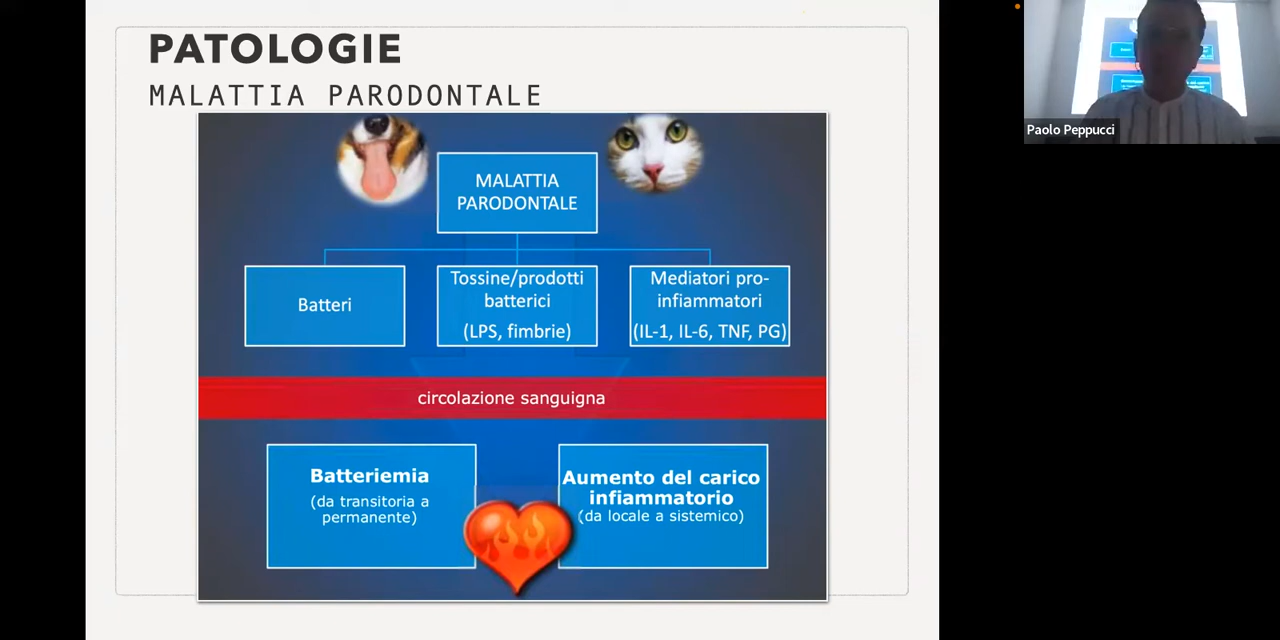 PATOLOGIE
MALATTIA PARODONTALE
Paolo Peppucci
MALATTIA
PARODONTALE
Batteri
Tossine/prodotti
batterici
(LPS, fimbrie)
Mediatori pro-
infiammatori
(IL-1, IL-6, TNF, PG)
circolazione sanguigna
Batteriemia
(da transitoria a
permanente)
Aumento del carico
infiammatorio
(da locale a sistemico)